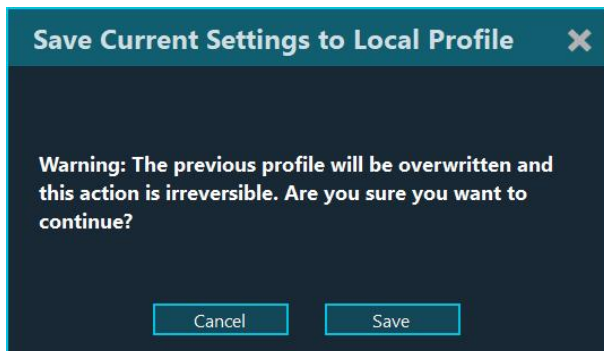 Save Current Settings to Local Profile
Warning: The previous profile will be overwritten and
this action is irreversible. Are you sure you want to
continue?
Cancel Save